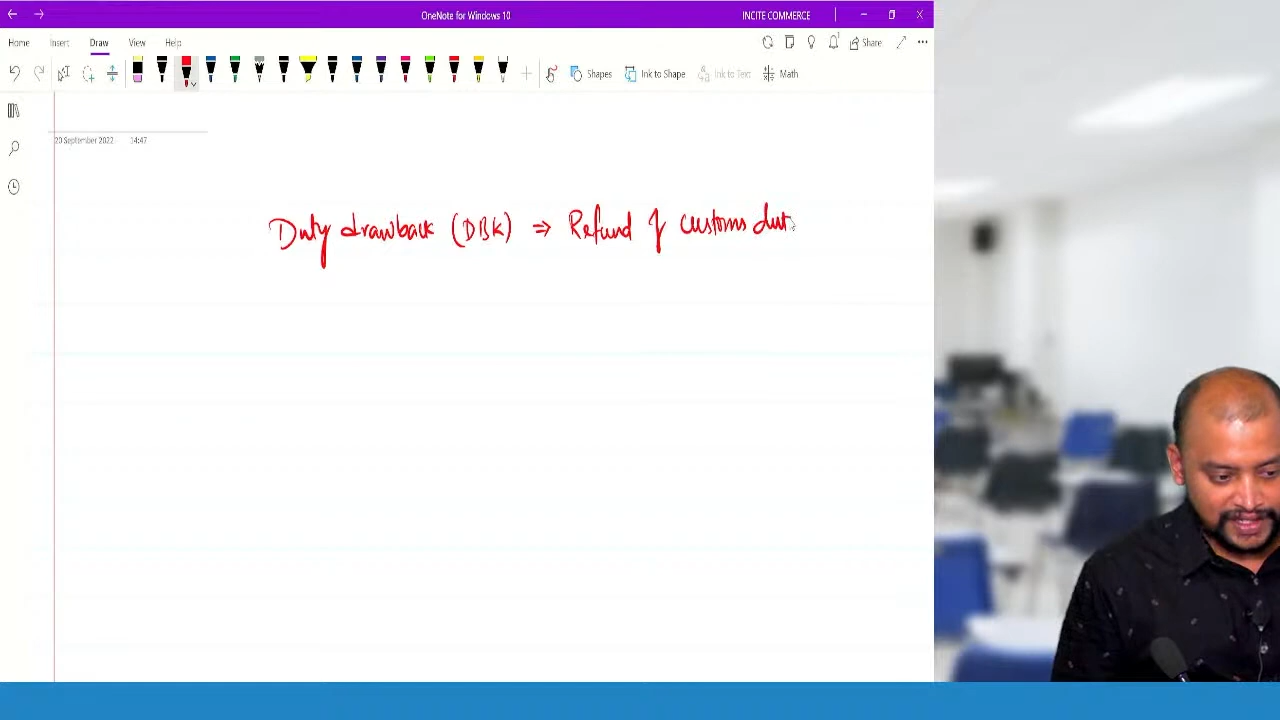 OneNote for Windows 10
INCITE COMMERCE
Home Insert Draw View Help
Share
Shapes Ink to Shape Ink to Text Math
20 September 2022 14:47
Duty drawback (DBK) ⇒ Refund of customs dut